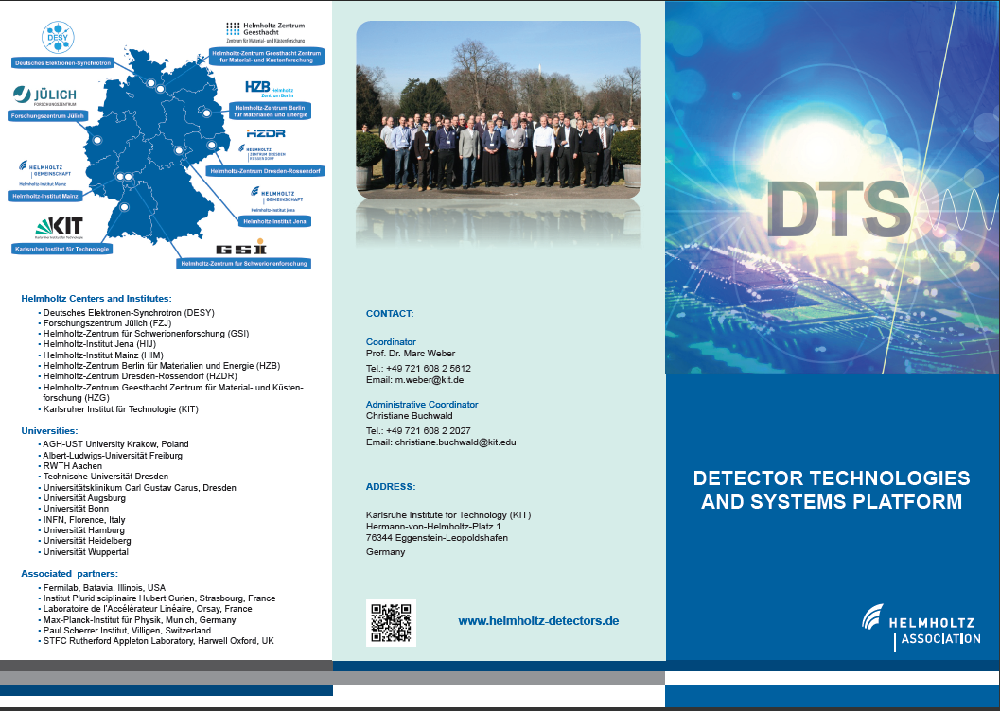 DESY
Deutsches Elektronen-Synchrotron
Helmholtz-Zentrum
Geesthacht
Zentrum für Material- und Küstenforschung
Helmholtz-Zentrum Geesthacht Zentrum
fur Material- und Kustenforschung
JÜLICH
FORSCHUNGSZENTRUM
Forschungszentrum Jülich
HZB Helmholtz
Zentrum Berlin
Helmholtz-Zentrum Berlin
fur Materialien und Energie
HZDR
HELMHOLTZ
ZENTRUM DRESDEN
ROSSENDORF
Helmholtz-Zentrum Dresden-Rossendorf
HELMHOLTZ
GEMEINSCHAFT
Helmholtz-Institut Mainz
Helmholtz-Institut Mainz
HELMHOLTZ
GEMEINSCHAFT
Helmholtz-Institut Jena
Helmholtz-Institut Jena
KIT
Karlsruher Institut für Technologie
Karlsruher Institut für Technologie
GSI
Helmholtz-Zentrum fur Schwerionenforschung
Helmholtz Centers and Institutes:
• Deutsches Elektronen-Synchrotron (DESY)
• Forschungszentrum Jülich (FZJ)
• Helmholtz-Zentrum für Schwerionenforschung (GSI)
• Helmholtz-Institut Jena (HIJ)
• Helmholtz-Institut Mainz (HIM)
• Helmholtz-Zentrum Berlin für Materialien und Energie (HZB)
• Helmholtz-Zentrum Dresden-Rossendorf (HZDR)
• Helmholtz-Zentrum Geesthacht Zentrum für Material- und Küsten-
forschung (HZG)
• Karlsruher Institut für Technologie (KIT)
Universities:
• AGH-UST University Krakow, Poland
• Albert-Ludwigs-Universität Freiburg
• RWTH Aachen
• Technische Universität Dresden
• Universitätsklinikum Carl Gustav Carus, Dresden
• Universität Augsburg
• Universität Bonn
• INFN, Florence, Italy
• Universität Hamburg
• Universität Heidelberg
• Universität Wuppertal
Associated partners:
• Fermilab, Batavia, Illinois, USA
• Institut Pluridisciplinaire Hubert Curien, Strasbourg, France
• Laboratoire de l'Accélérateur Linéaire, Orsay, France
• Max-Planck-Institut für Physik, Munich, Germany
• Paul Scherrer Institut, Villigen, Switzerland
• STFC Rutherford Appleton Laboratory, Harwell Oxford, UK
CONTACT:
Coordinator
Prof. Dr. Marc Weber
Tel.: +49 721 608 2 5612
Email: m.weber@kit.de
Administrative Coordinator
Christiane Buchwald
Tel.: +49 721 608 2 2027
Email: christiane.buchwald@kit.edu
ADDRESS:
Karlsruhe Institute for Technology (KIT)
Hermann-von-Helmholtz-Platz 1
76344 Eggenstein-Leopoldshafen
Germany
www.helmholtz-detectors.de
DTS
DETECTOR TECHNOLOGIES
AND SYSTEMS PLATFORM
HELMHOLTZ
ASSOCIATION